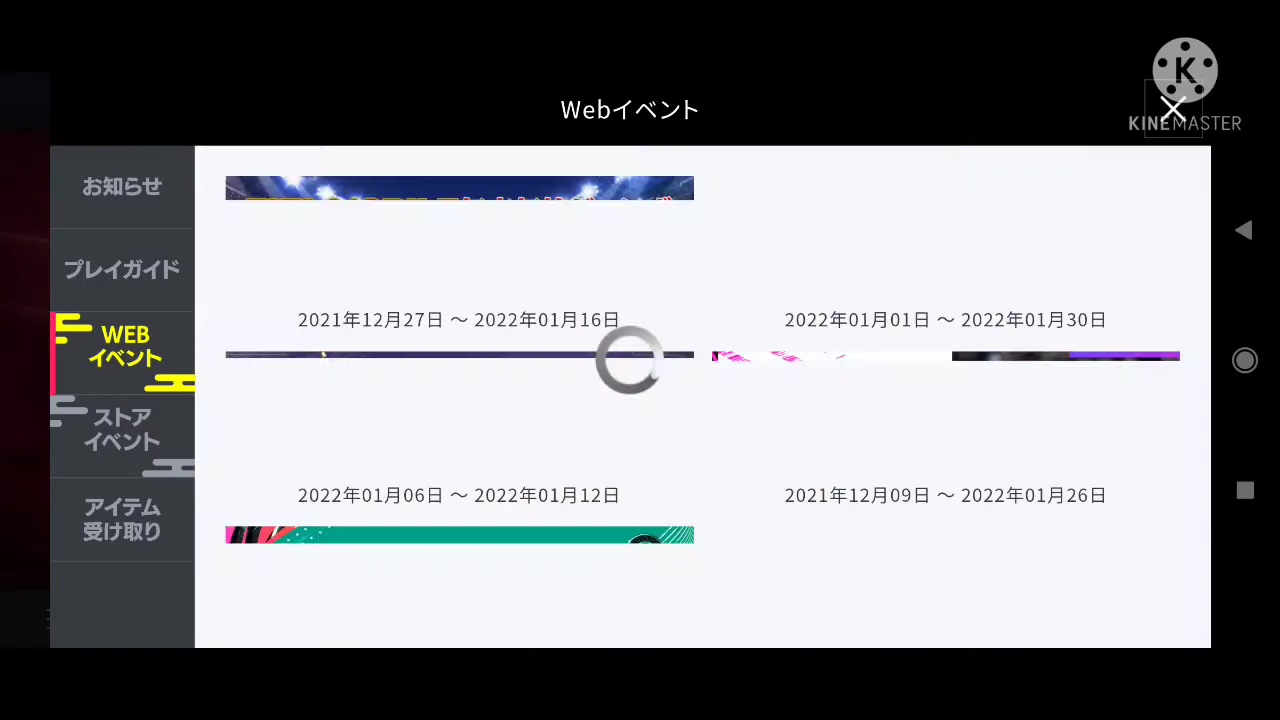 Webイベント
KINEMASTER
お知らせ
プレイガイド
WEB
イベント
ストア
イベント
アイテム
受け取り
2021年12月27日 ～ 2022年01月16日
2022年01月01日 ～ 2022年01月30日
2022年01月06日 ～ 2022年01月12日
2021年12月09日 ～ 2022年01月26日